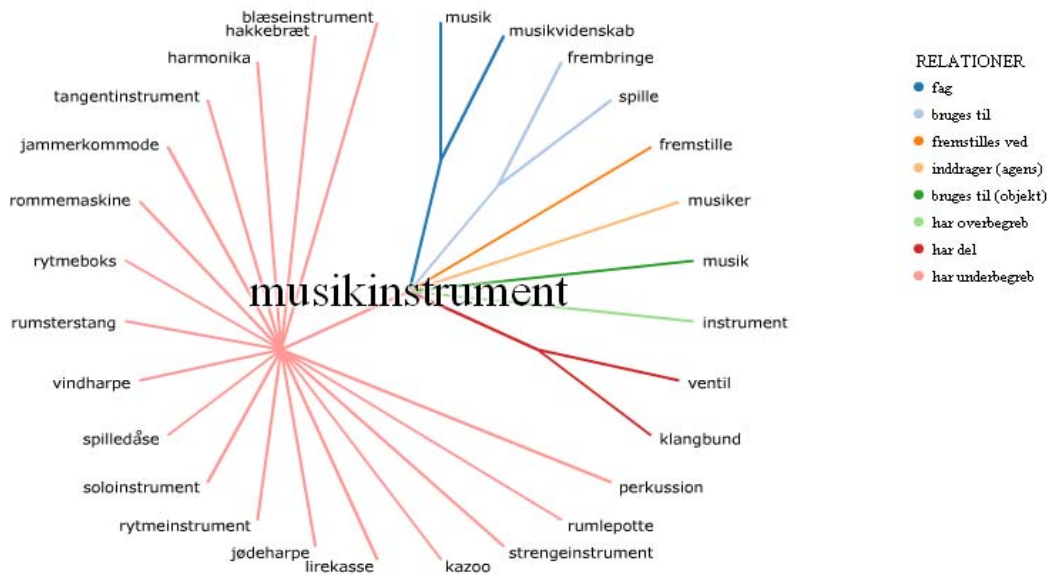 blæseinstrument
musik
hakkebræt
musikvidenskab
harmonika
frembringe
tangentinstrument
spille
jammerkommode
fremstille
rommemaskine
musiker
rytmeboks
musik
musikinstrument
rumsterstang
instrument
vindharpe
ventil
spilledåse
klangbund
soloinstrument
perkussion
rytmeinstrument
rumlepotte
jødeharpe
strengeinstrument
lirekasse
kazoo
RELATIONER
fag
bruges til
fremstilles ved
inddrager (agens)
bruges til (objekt)
har overbegreb
har del
har underbegreb